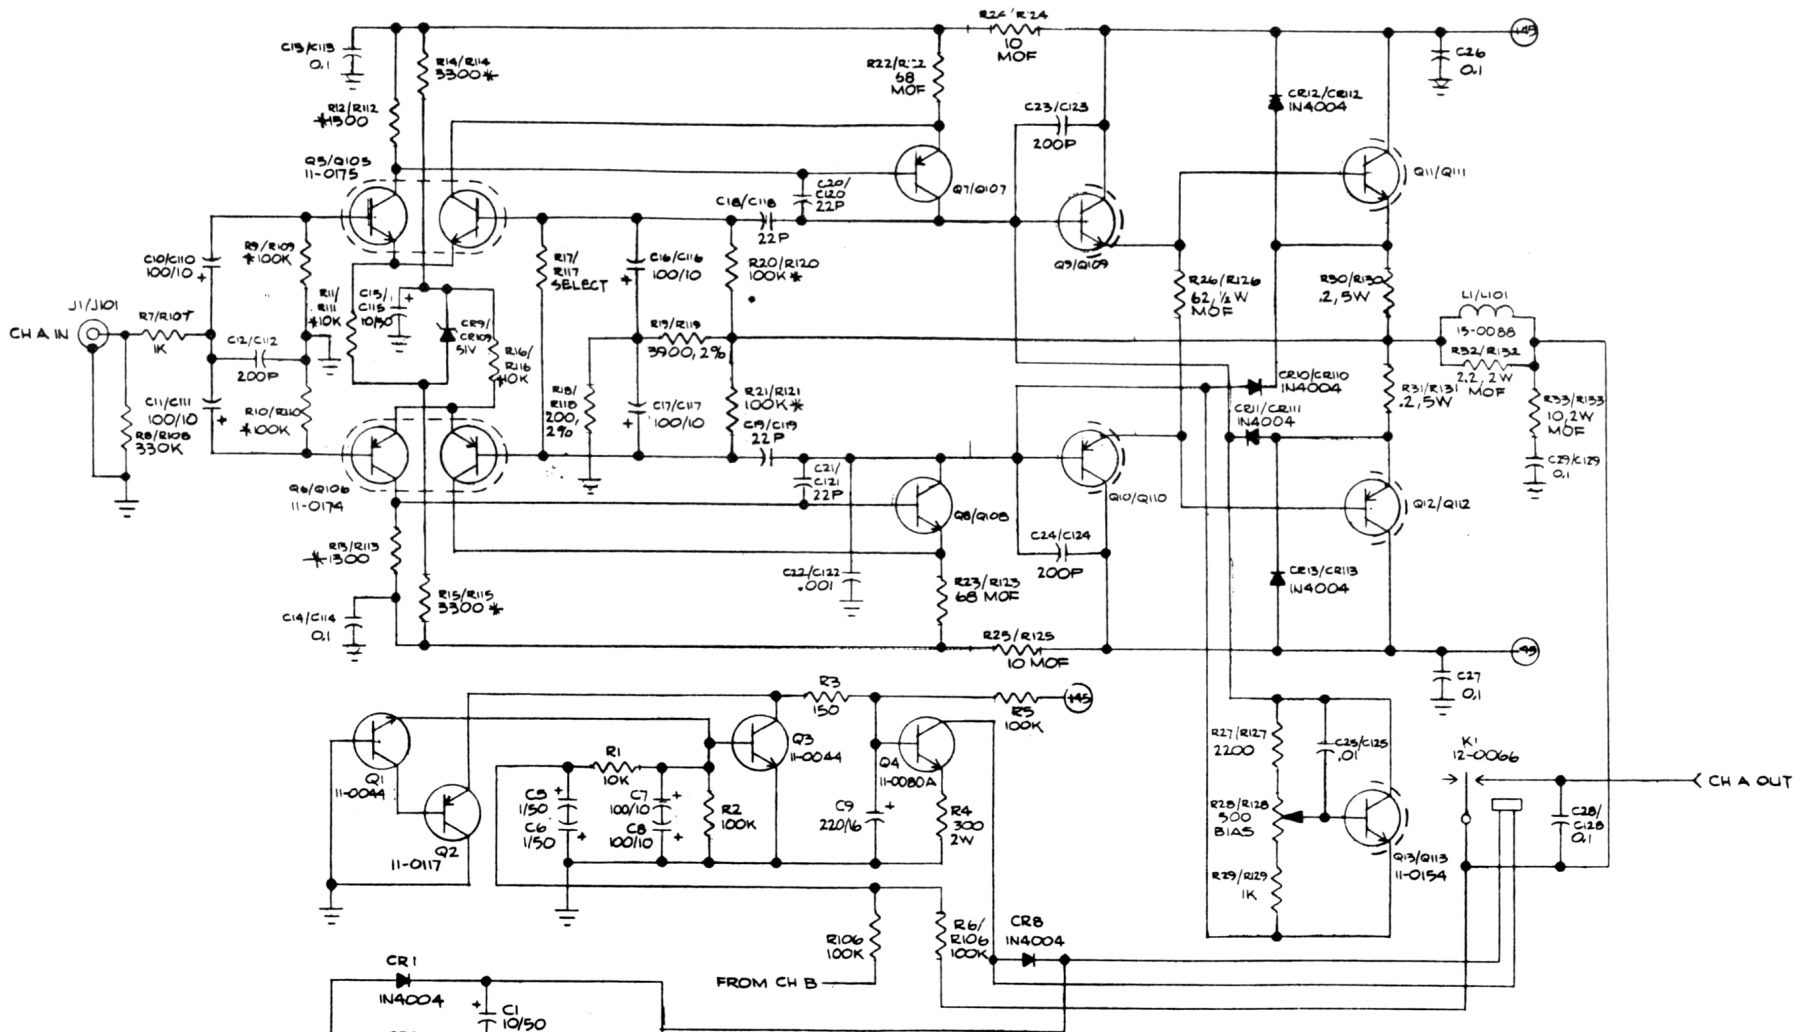 C13/C113
0.1
R14/R114
3300*
R24/R124
10
MOF
+45
C26
0.1
R12/R112
*1300
R22/R122
68
MOF
C23/C123
200P
CR12/CR112
1N4004
Q5/Q105
11-0175
Q7/Q107
Q11/Q111
C20/
C120
22P
C18/C118
22P
C10/C110
100/10
+
R9/R109
*100K
R17/
R117
SELECT
C16/C116
100/10
+
R20/R120
100K*
Q9/Q109
R26/R126
62, ½W
MOF
R30/R130
.2, 5W
L1/L101
15-0088
R32/R132
2.2, 2W
MOF
J1/J101
CH A IN
R7/R107
1K
C12/C112
200P
R11/
R111
*10K
C15/
C115
10/50
+
CR9/
CR109
51V
R16/
R116
*10K
R19/R119
3900, 2%
R18/
R118
200,
2%
R21/R121
100K*
C19/C119
22P
C17/C117
100/10
+
CR10/CR110
1N4004
CR11/CR111
1N4004
R31/R131
.2, 5W
R33/R133
10, 2W
MOF
C29/C129
0.1
C11/C111
100/10
+
R8/R108
330K
R10/R110
*100K
Q6/Q106
11-0174
C21/
C121
22P
Q8/Q108
Q10/Q110
Q12/Q112
R13/R113
*1300
C24/C124
200P
C22/C122
.001
R23/R123
68 MOF
CR13/CR113
1N4004
C14/C114
0.1
R15/R115
3300*
R25/R125
10 MOF
-45
C27
0.1
R3
150
R5
100K
+45
Q1
11-0044
R1
10K
Q3
11-0044
Q4
11-0080A
R27/R127
2200
C25/C125
.01
K1
12-0066
CH A OUT
C5
1/50
+
C6
1/50
+
C7
100/10
+
C8
100/10
+
R2
100K
C9
220/16
+
R4
300
2W
R28/R128
500
BIAS
C28/
C128
0.1
Q2
11-0117
Q13/Q113
11-0154
R29/R129
1K
R106
100K
R6/
R106
100K
CR8
1N4004
FROM CH B
CR1
1N4004
+
C1
10/50